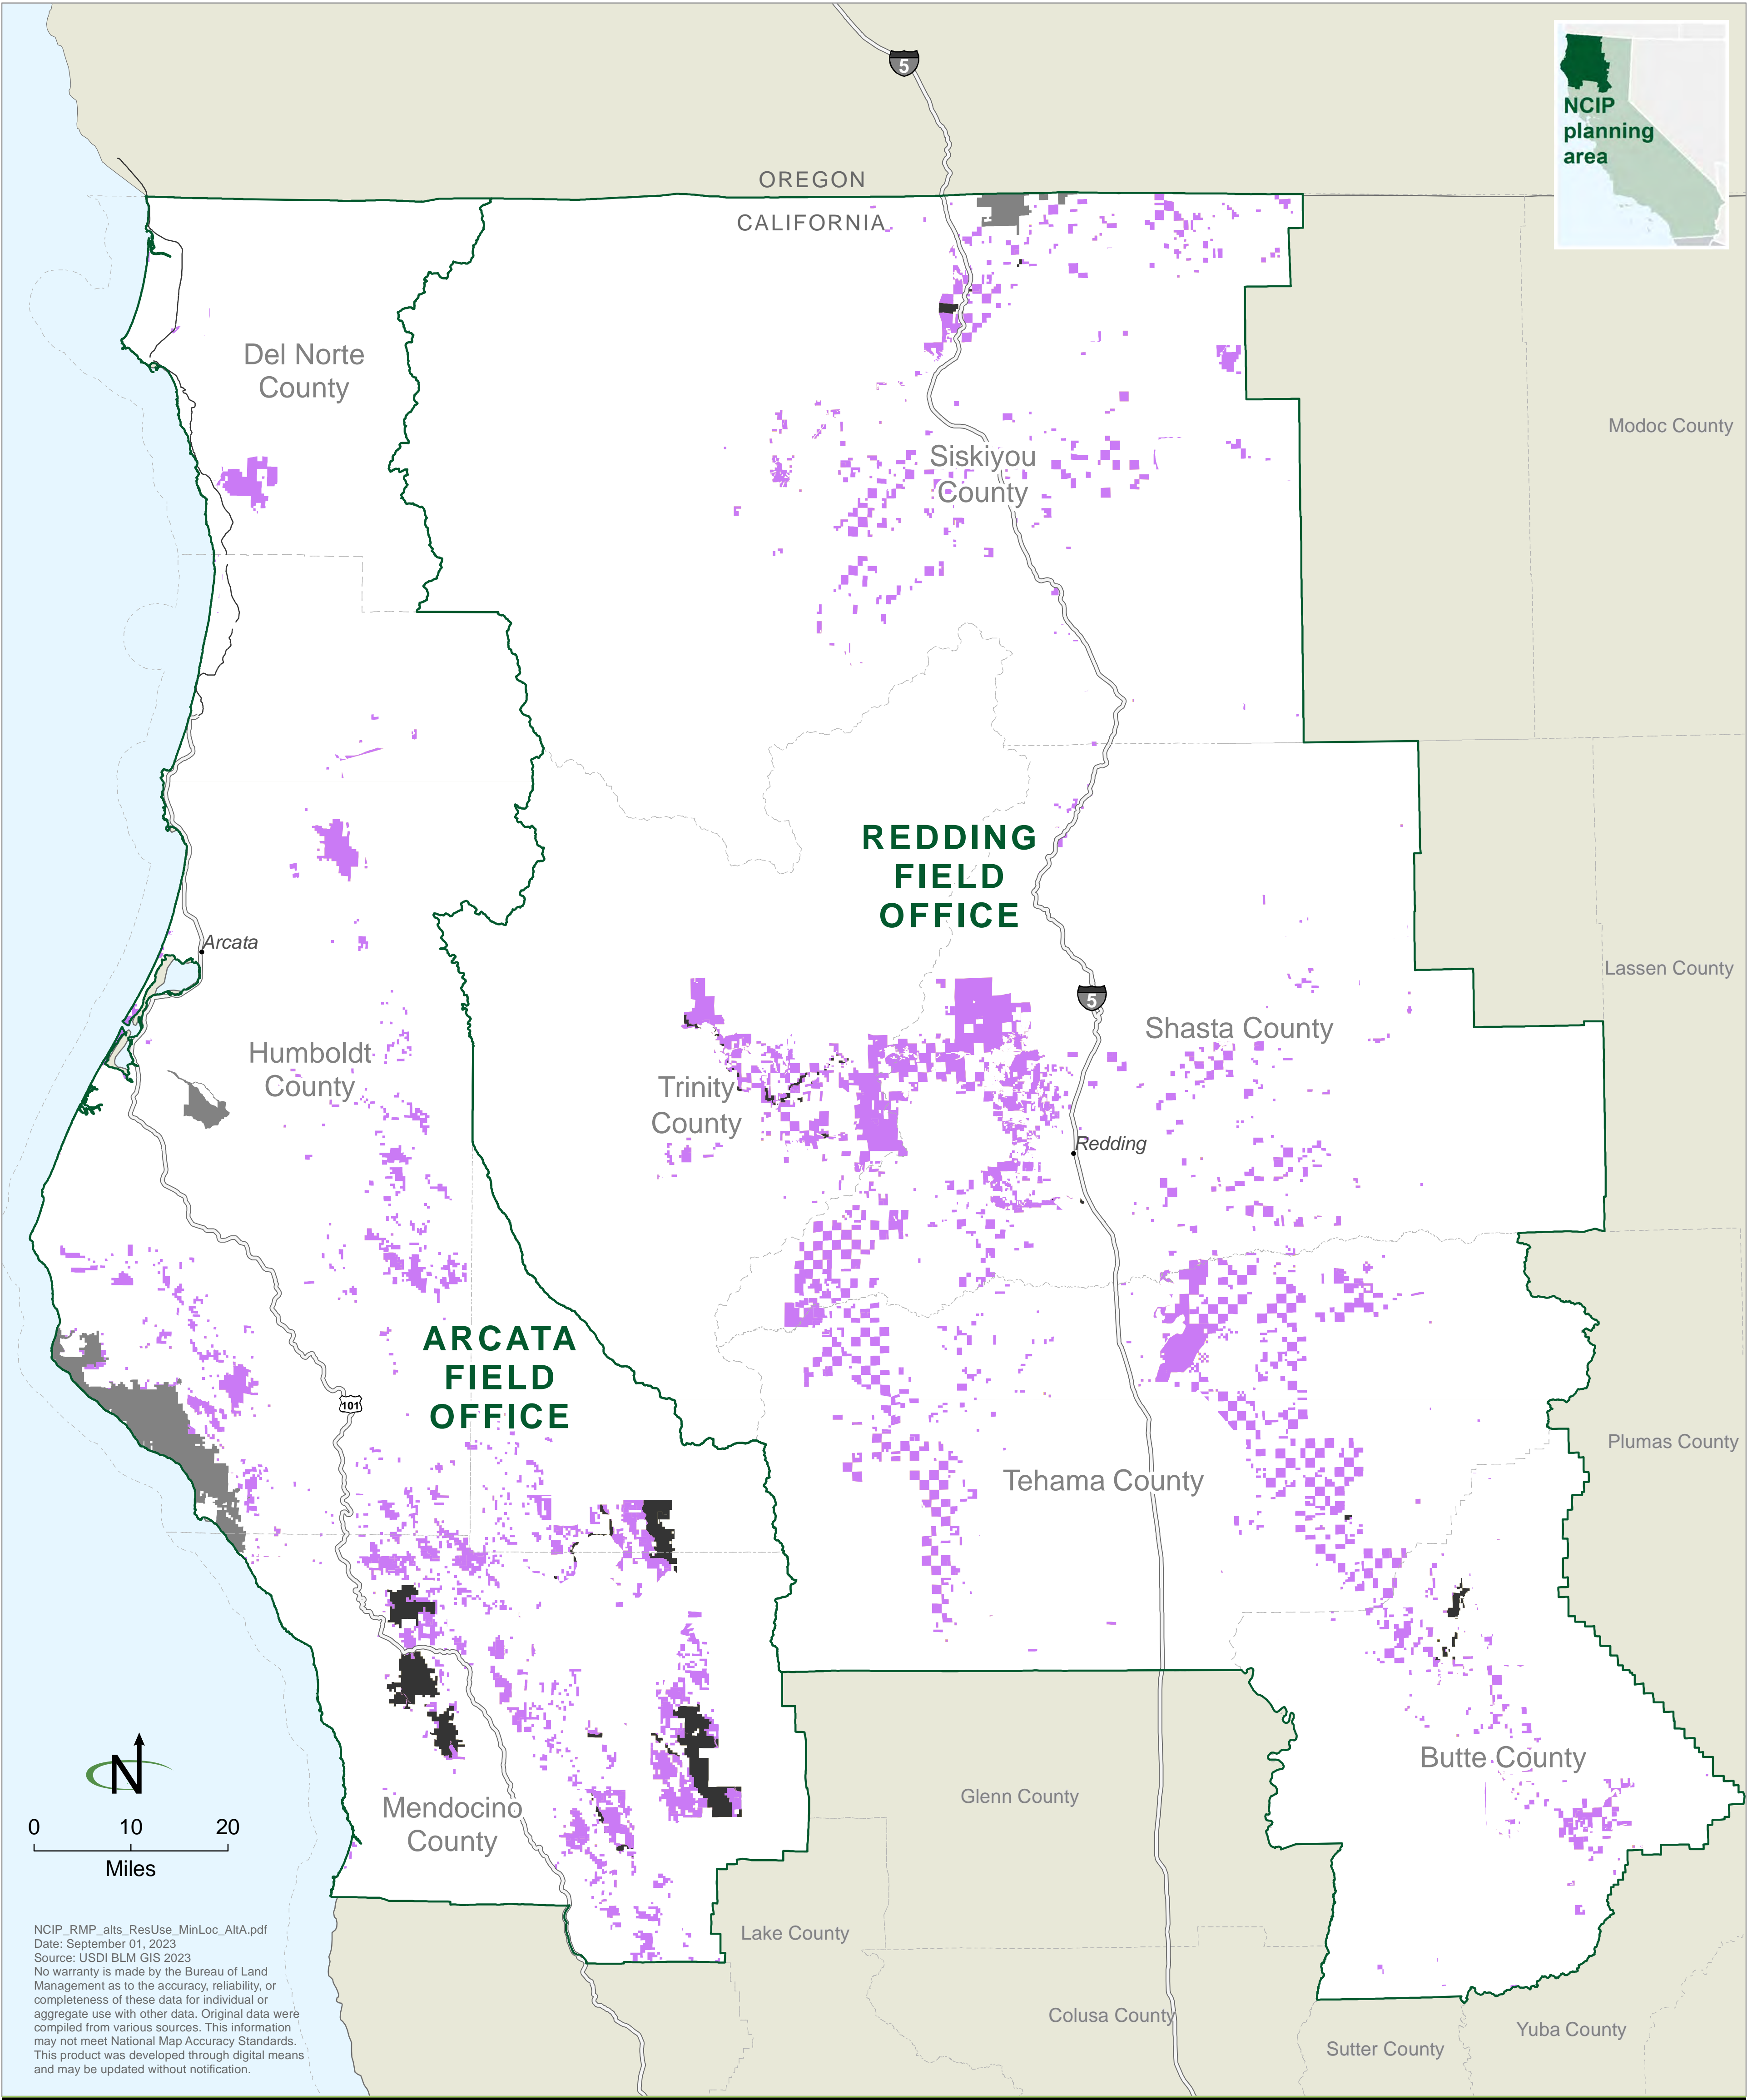 5
NCIP
planning
area
OREGON
CALIFORNIA
Del Norte
County
Modoc County
Siskiyou
County
REDDING
FIELD
OFFICE
Arcata
Lassen County
5
Shasta County
Humboldt
County
Trinity
County
Redding
ARCATA
FIELD
OFFICE
101
Plumas County
Tehama County
N
Butte County
Glenn County
Mendocino
County
0 10 20
Miles
Lake County
NCIP_RMP_alts_ResUse_MinLoc_AltA.pdf
Date: September 01, 2023
Source: USDI BLM GIS 2023
No warranty is made by the Bureau of Land
Management as to the accuracy, reliability, or
completeness of these data for individual or
aggregate use with other data. Original data were
compiled from various sources. This information
may not meet National Map Accuracy Standards.
This product was developed through digital means
and may be updated without notification.
Colusa County
Yuba County
Sutter County